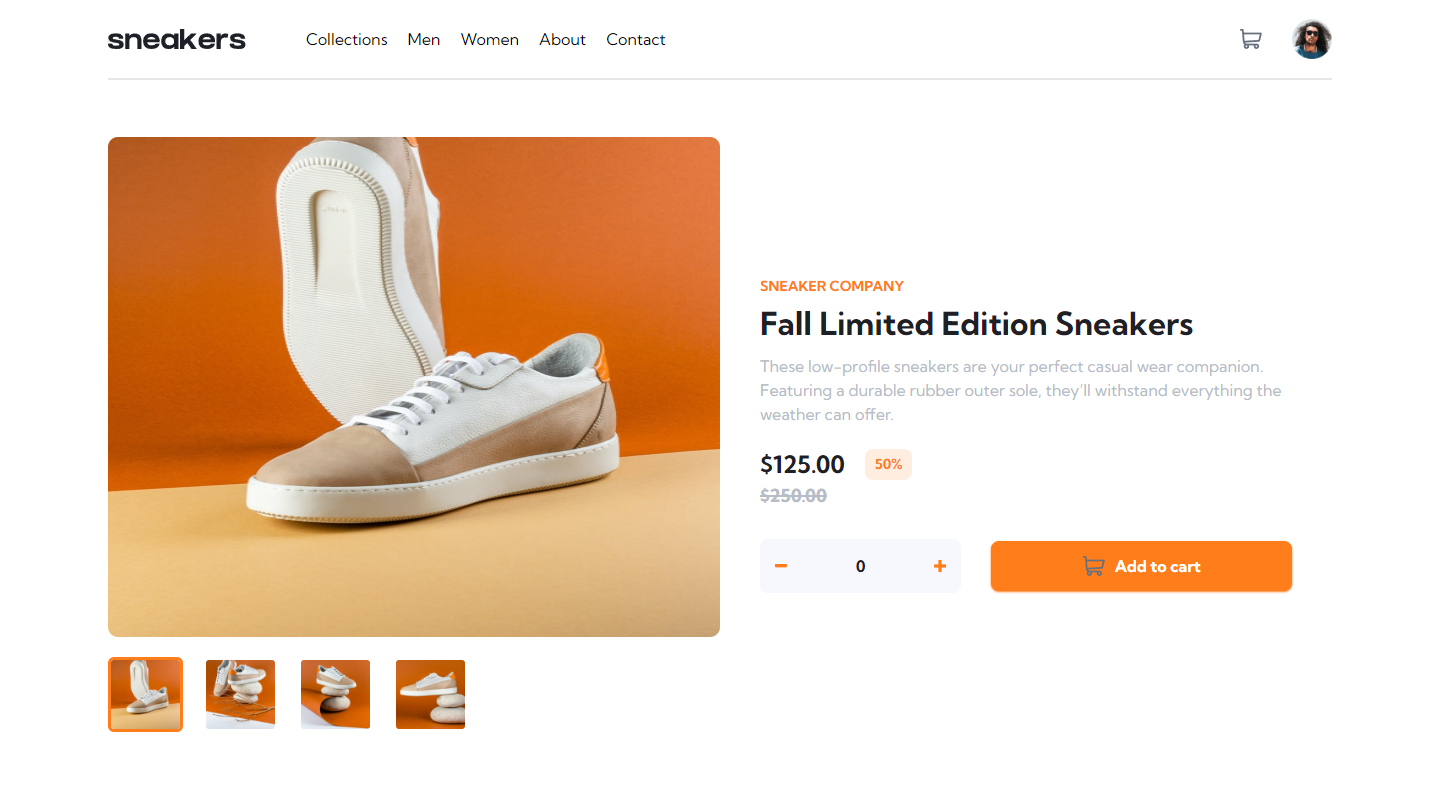 sneakers
Collections Men Women About Contact
SNEAKER COMPANY
Fall Limited Edition Sneakers
These low-profile sneakers are your perfect casual wear companion.
Featuring a durable rubber outer sole, they’ll withstand everything the
weather can offer.
$125.00 50%
$250.00
0
Add to cart